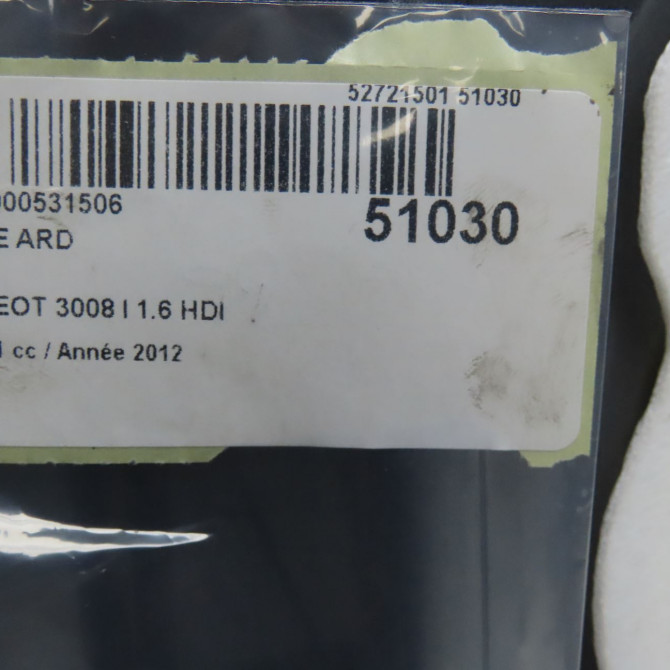 52721501 51030
000531506
51030
E ARD
EOT 3008 I 1.6 HDI
cc / Année 2012